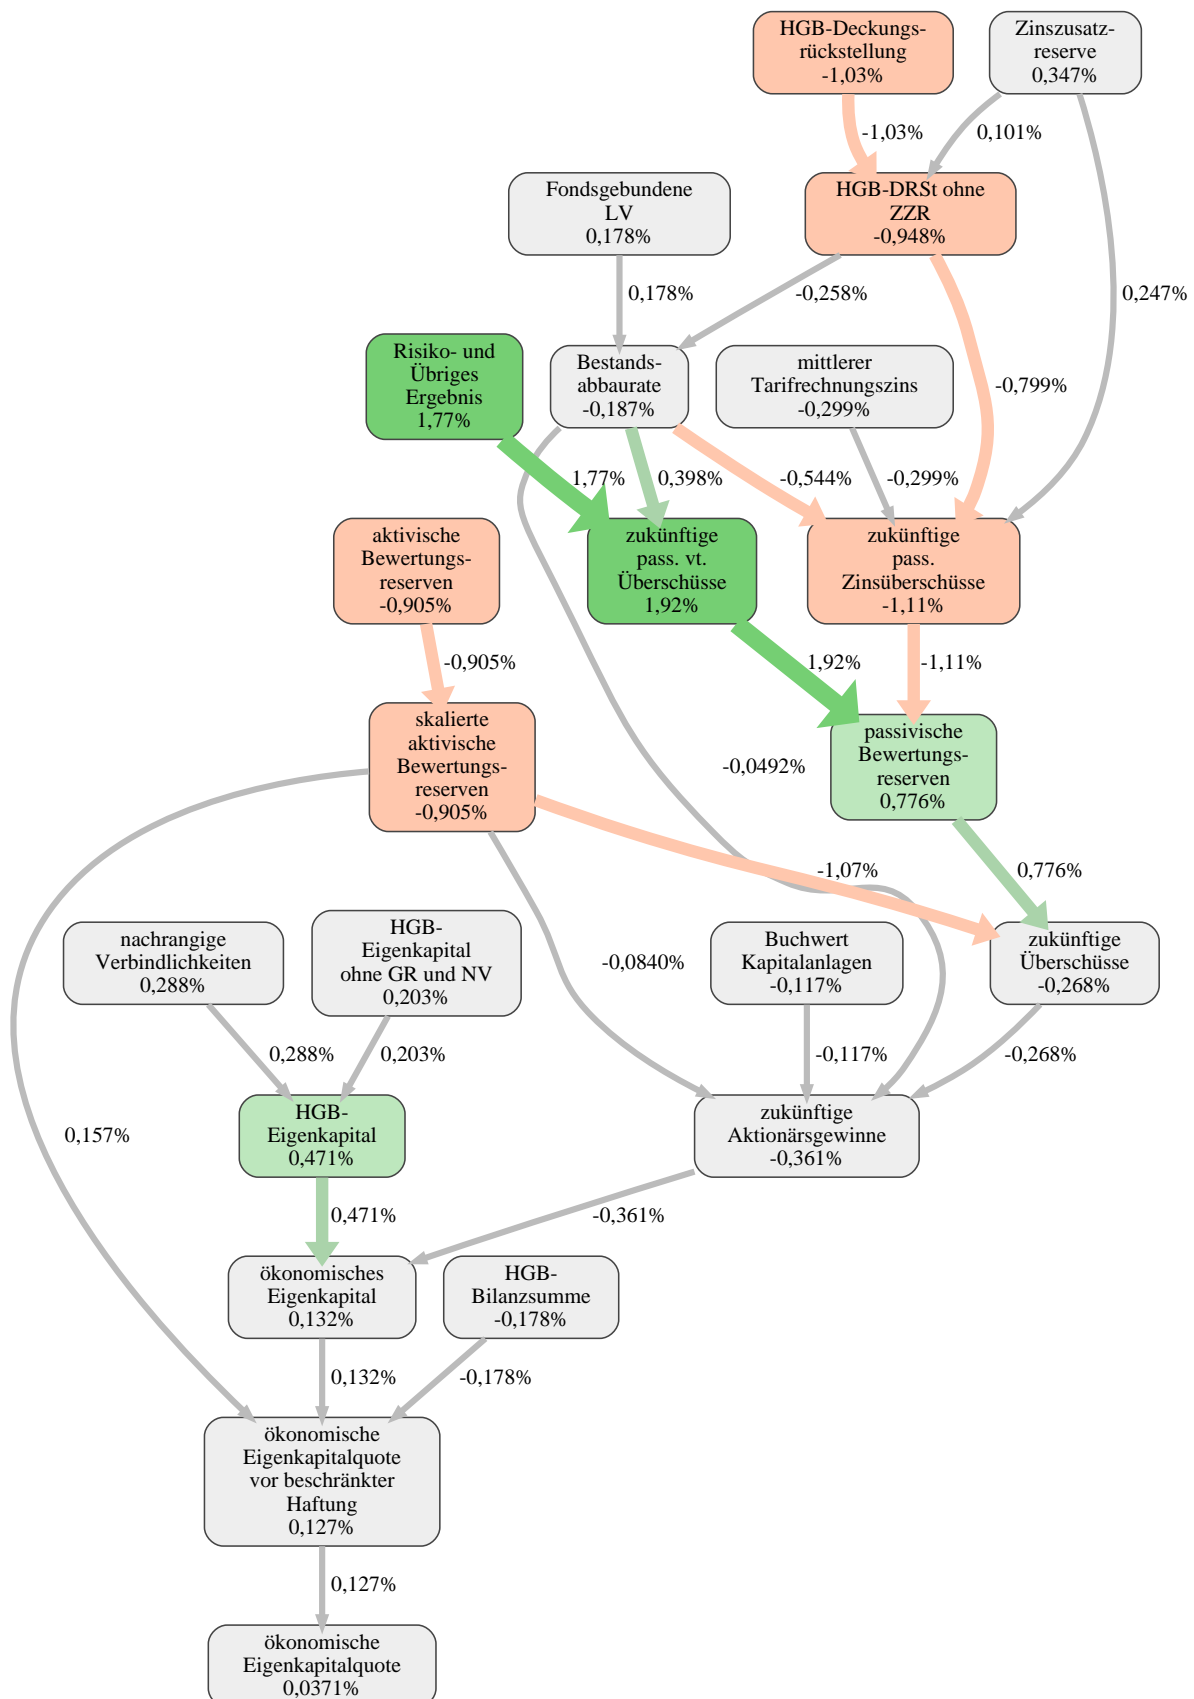 HGB-Deckungs-
rückstellung
-1,03%
Zinszusatz-
reserve
0,347%
-1,03%
0,101%
Fondsgebundene
LV
0,178%
HGB-DRSt ohne
ZZR
-0,948%
0,178%
-0,258%
0,247%
Risiko- und
Übriges
Ergebnis
1,77%
Bestands-
abbaurate
-0,187%
mittlerer
Tarifrechnungszins
-0,299%
-0,799%
1,77%
0,398%
-0,544%
-0,299%
aktivische
Bewertungs-
reserven
-0,905%
zukünftige
pass. vt.
Überschüsse
1,92%
zukünftige
pass.
Zinsüberschüsse
-1,11%
-0,905%
1,92%
-1,11%
skalierte
aktivische
Bewertungs-
reserven
-0,905%
-0,0492%
passivische
Bewertungs-
reserven
0,776%
-1,07%
0,776%
nachrangige
Verbindlichkeiten
0,288%
HGB-
Eigenkapital
ohne GR und NV
0,203%
-0,0840%
Buchwert
Kapitalanlagen
-0,117%
zukünftige
Überschüsse
-0,268%
0,288%
0,203%
-0,117%
-0,268%
0,157%
HGB-
Eigenkapital
0,471%
zukünftige
Aktionärsgewinne
-0,361%
0,471%
-0,361%
ökonomisches
Eigenkapital
0,132%
HGB-
Bilanzsumme
-0,178%
0,132%
-0,178%
ökonomische
Eigenkapitalquote
vor beschränkter
Haftung
0,127%
0,127%
ökonomische
Eigenkapitalquote
0,0371%